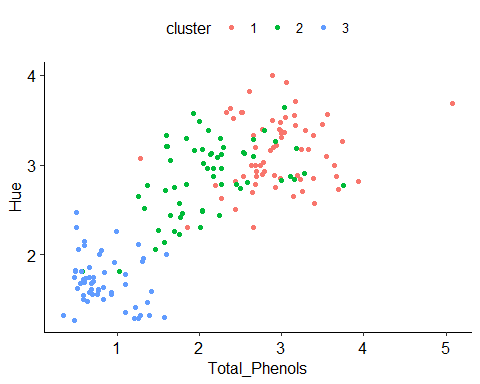 cluster 1 2 3
4
3
2
Hue
1 2 3 4 5
Total_Phenols